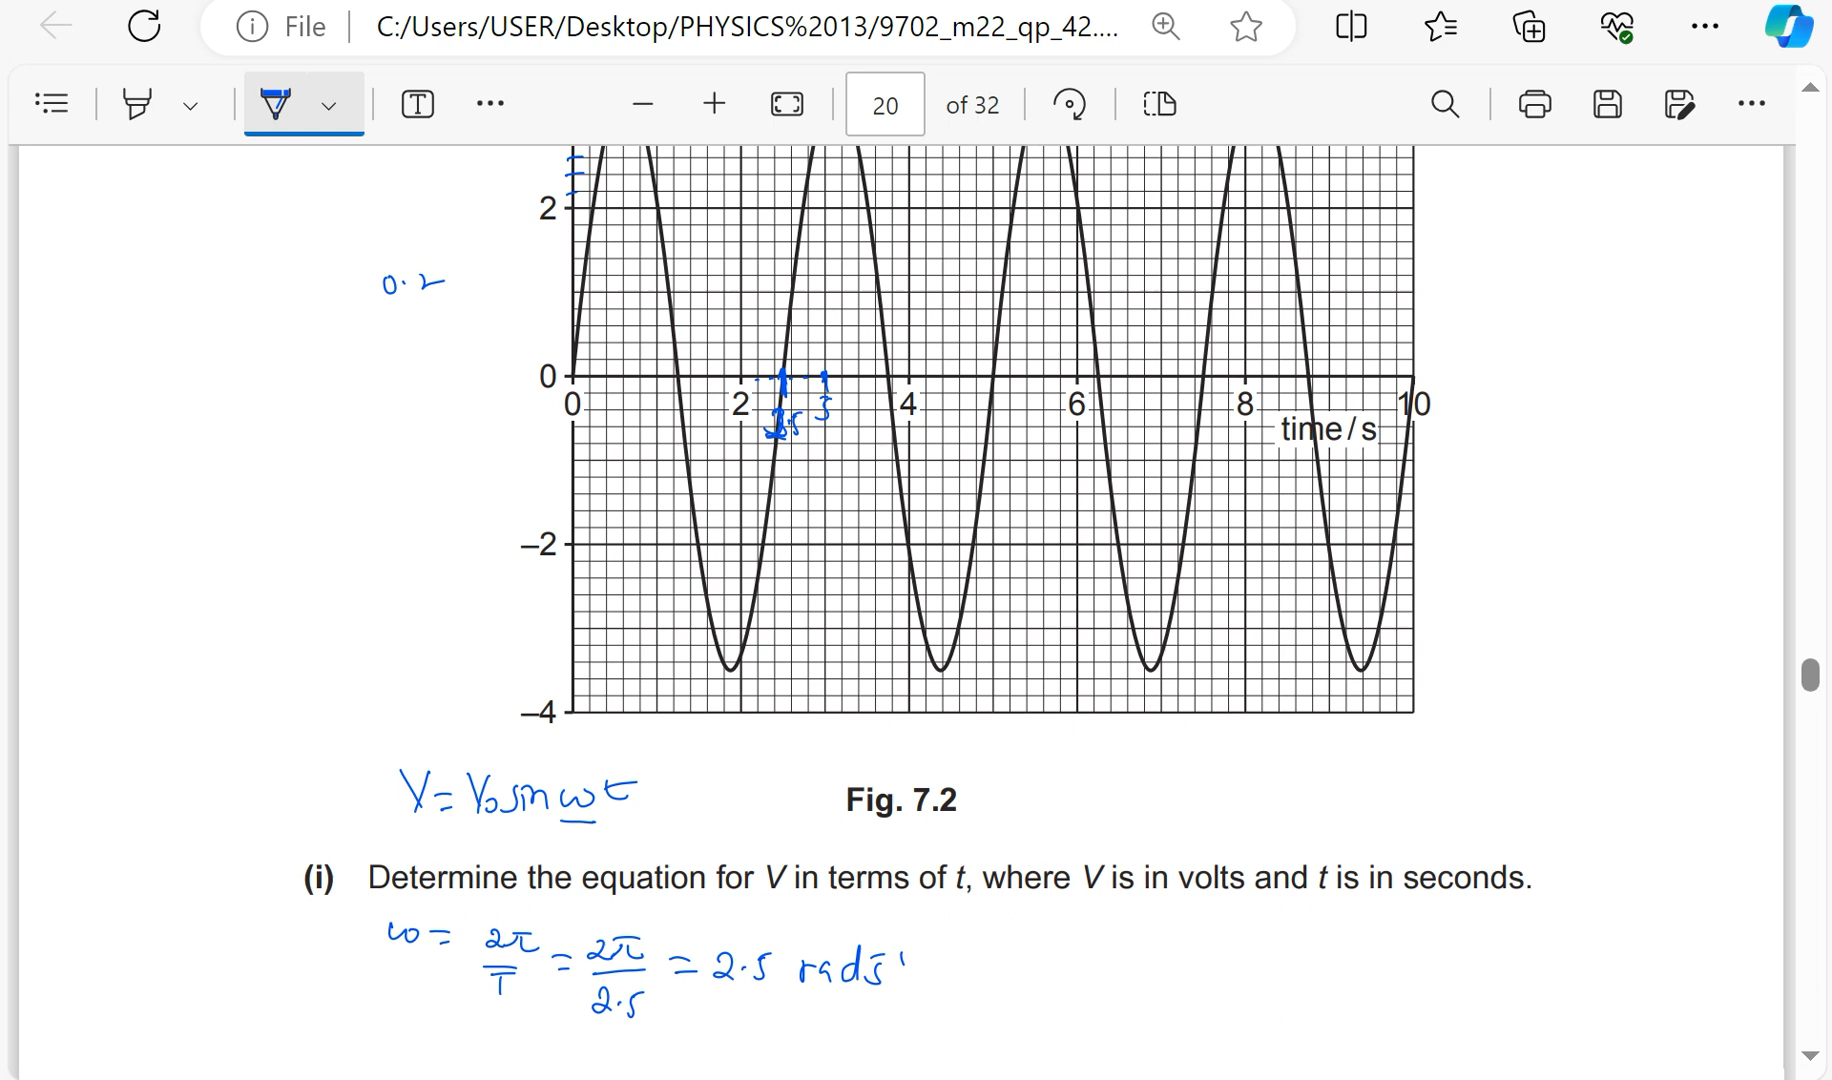 File C:/Users/USER/Desktop/PHYSICS%2013/9702_m22_qp_42....
20 of 32
2
0.2
0
0 2 4 6 8 10
2.5 3
time/s
–2
–4
V = V₀ sin ωt
Fig. 7.2
(i) Determine the equation for V in terms of t, where V is in volts and t is in seconds.
ω = 2π/T = 2π/2.5 = 2.5 rads⁻¹